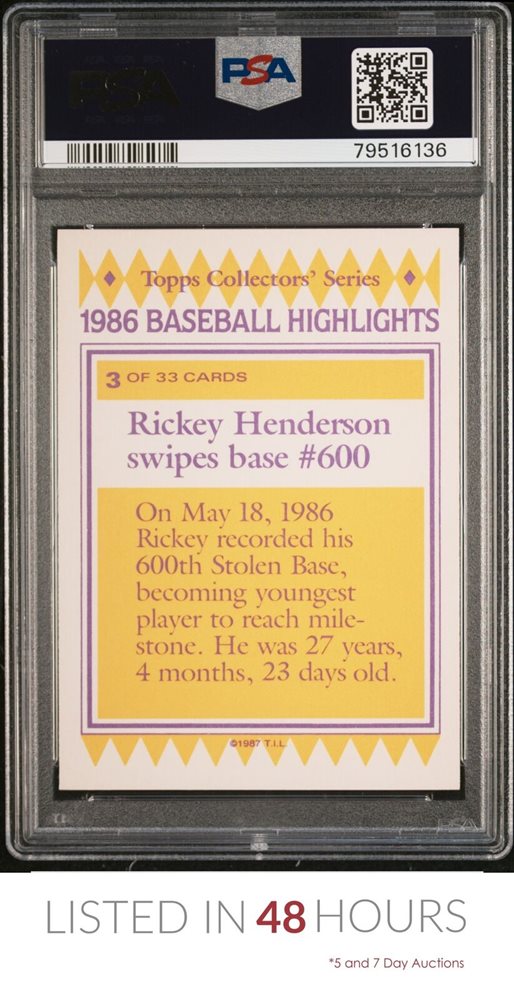 PSA
PSA
79516136
Topps Collectors' Series
1986 BASEBALL HIGHLIGHTS
3 OF 33 CARDS
Rickey Henderson
swipes base #600
On May 18, 1986
Rickey recorded his
600th Stolen Base,
becoming youngest
player to reach mile-
stone. He was 27 years,
4 months, 23 days old.
©1987 T.I.L.
PSA
LISTED IN 48 HOURS
*5 and 7 Day Auctions